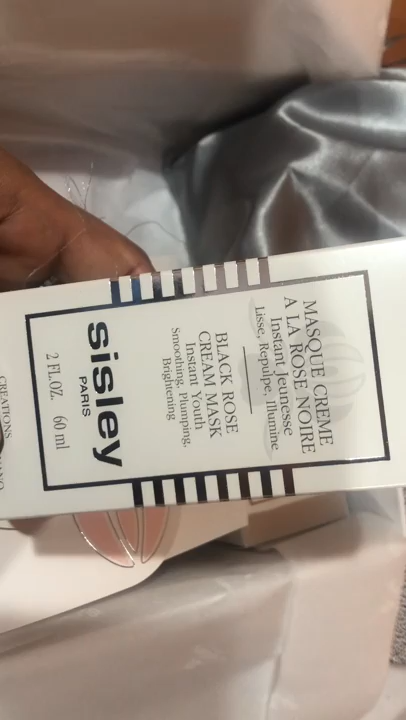 MASQUE CREME
A LA ROSE NOIRE
Instant Jeunesse
Lisse, Repulpe, Illumine
BLACK ROSE
CREAM MASK
Instant Youth
Smoothing, Plumping,
Brightening
sisley
PARIS
2 FL.OZ. 60 ml
CREATIONS